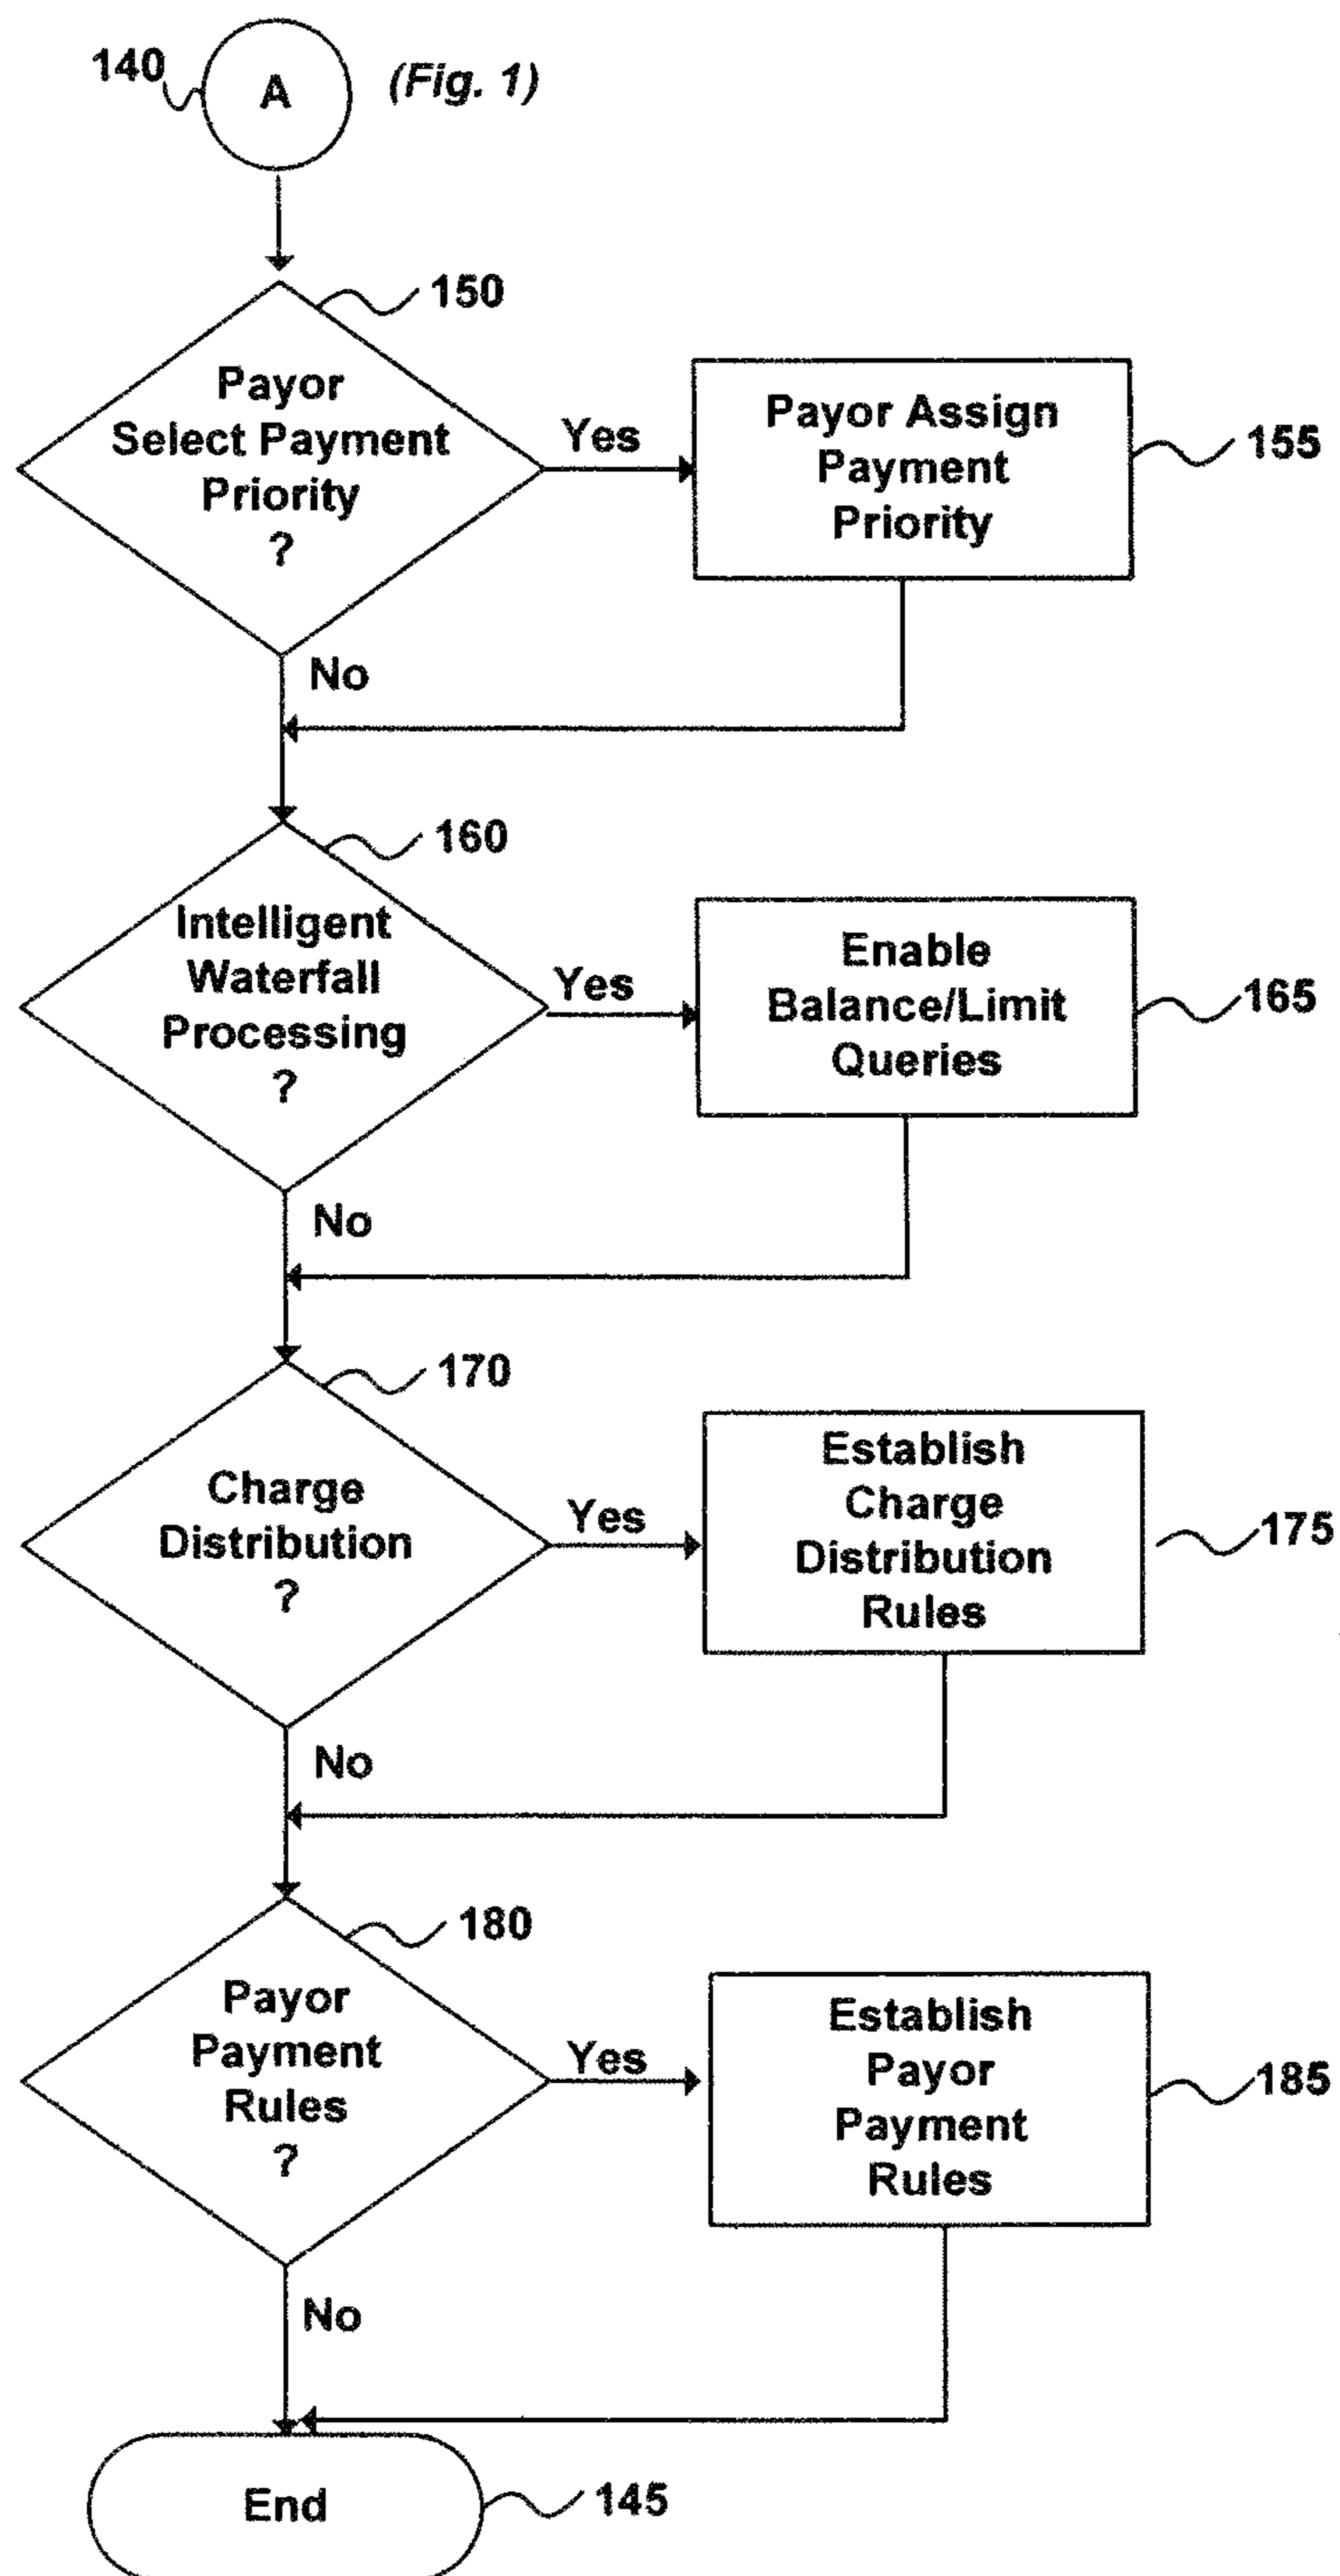 140
A
(Fig. 1)
150
Payor
Select Payment
Priority
?
Yes
Payor Assign
Payment
Priority
155
No
160
Intelligent
Waterfall
Processing
?
Yes
Enable
Balance/Limit
Queries
165
No
170
Charge
Distribution
?
Yes
Establish
Charge
Distribution
Rules
175
No
180
Payor
Payment
Rules
?
Yes
Establish
Payor
Payment
Rules
185
No
End
145